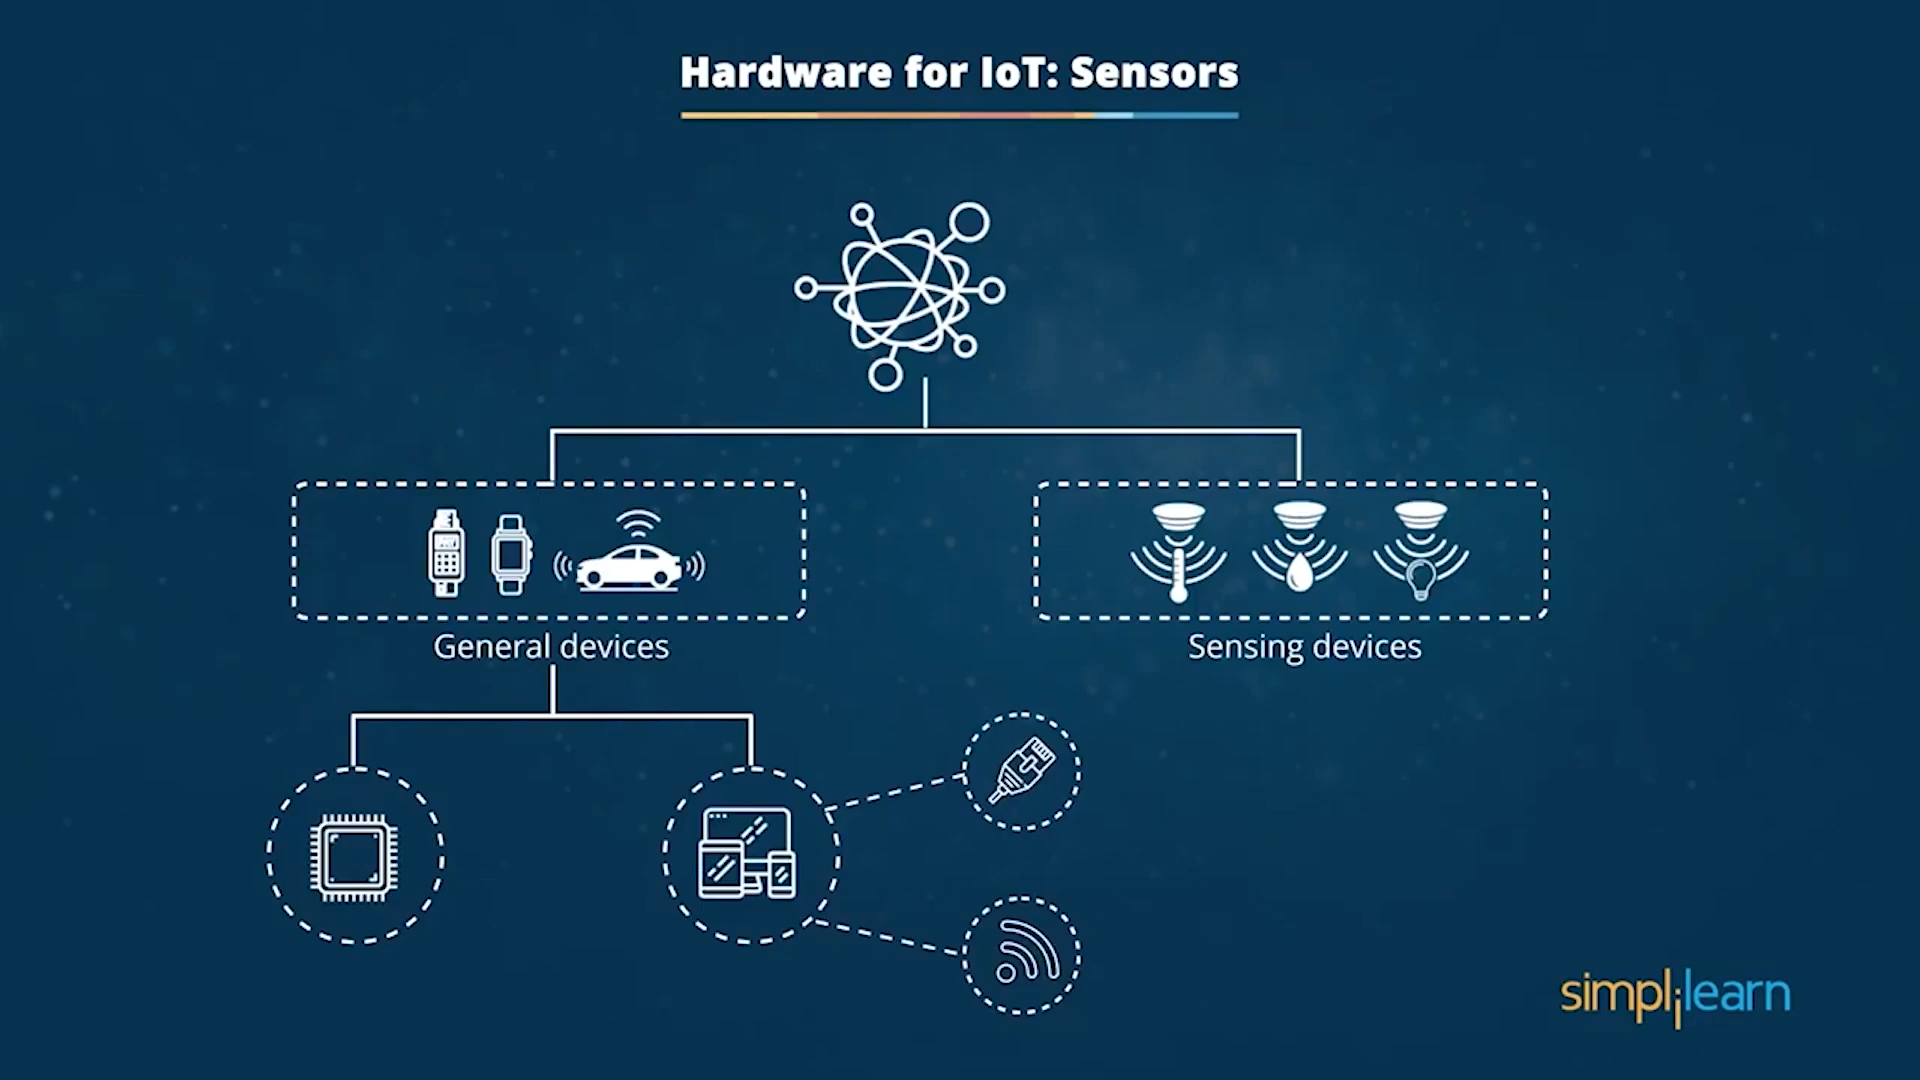 Hardware for IoT: Sensors
General devices
Sensing devices
simplilearn